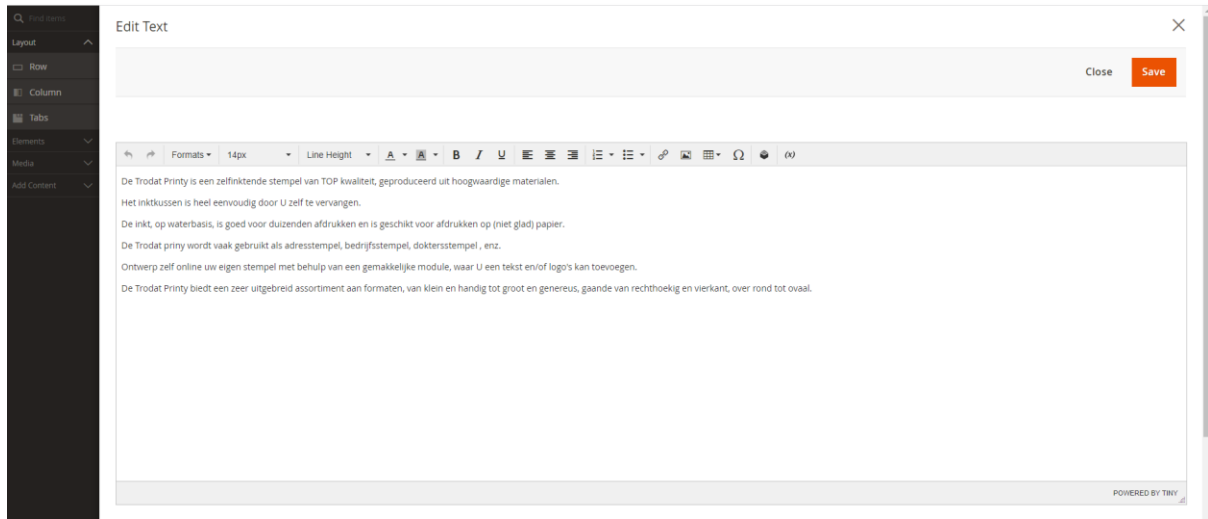 Find items
Edit Text
Layout
Row
Close
Save
Column
Tabs
Elements
Formats
14px
Line Height
A
A
B
I
U
Ω
(x)
Media
De Trodat Printy is een zelfinktende stempel van TOP kwaliteit, geproduceerd uit hoogwaardige materialen.
Add Content
Het inktkussen is heel eenvoudig door U zelf te vervangen.
De inkt, op waterbasis, is goed voor duizenden afdrukken en is geschikt voor afdrukken op (niet glad) papier.
De Trodat priny wordt vaak gebruikt als adresstempel, bedrijfsstempel, doktersstempel , enz.
Ontwerp zelf online uw eigen stempel met behulp van een gemakkelijke module, waar U een tekst en/of logo's kan toevoegen.
De Trodat Printy biedt een zeer uitgebreid assortiment aan formaten, van klein en handig tot groot en genereus, gaande van rechthoekig en vierkant, over rond tot ovaal.
POWERED BY TINY